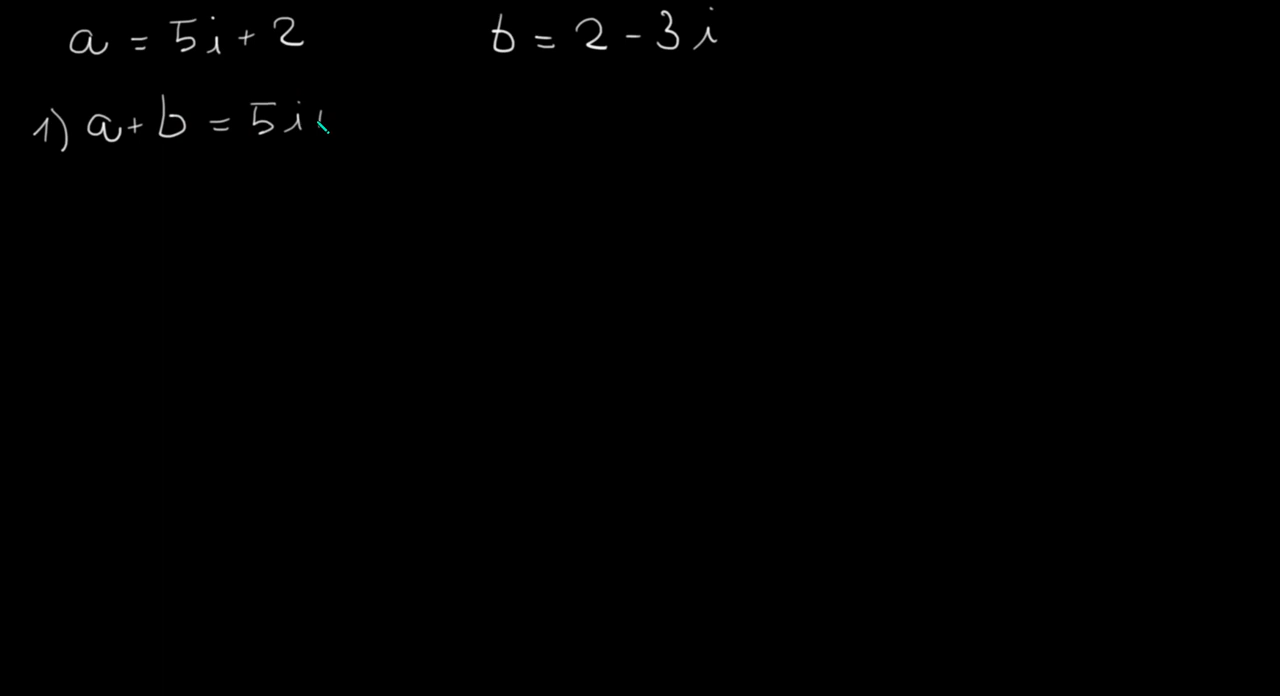 a = 5i + 2 b = 2 - 3i
1) a + b = 5i